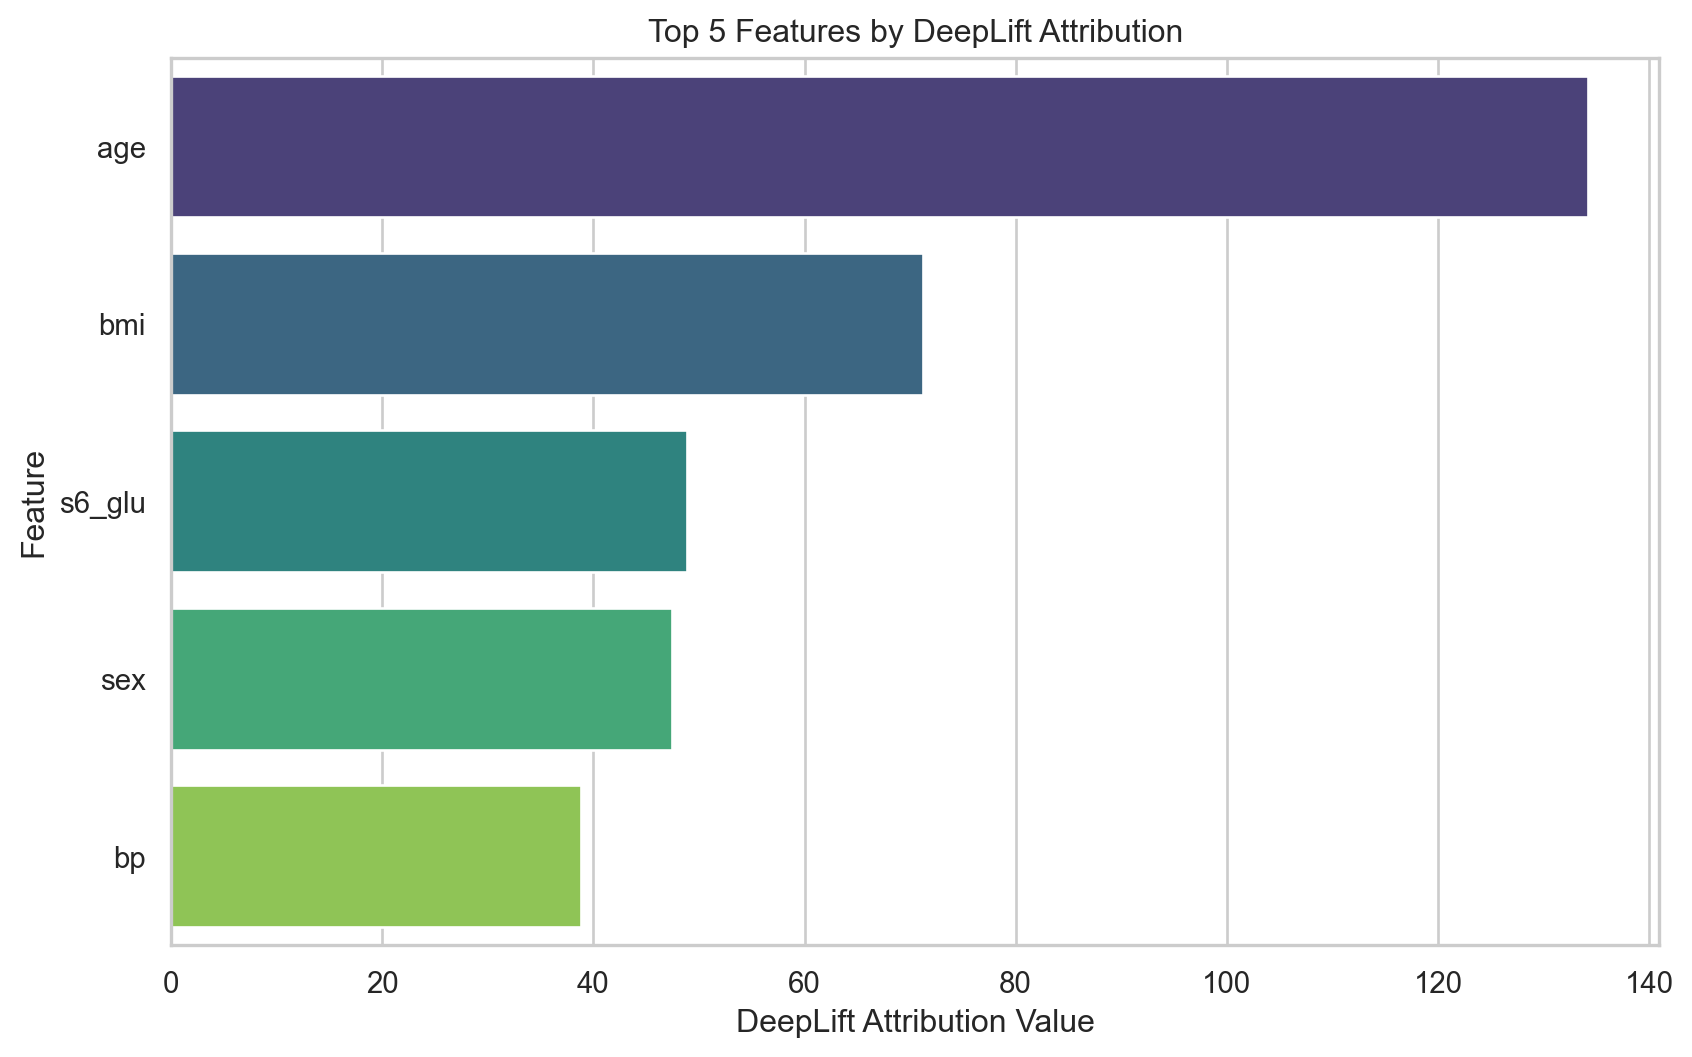 Top 5 Features by DeepLift Attribution
age
bmi
s6_glu
sex
bp
Feature
0 20 40 60 80 100 120 140
DeepLift Attribution Value